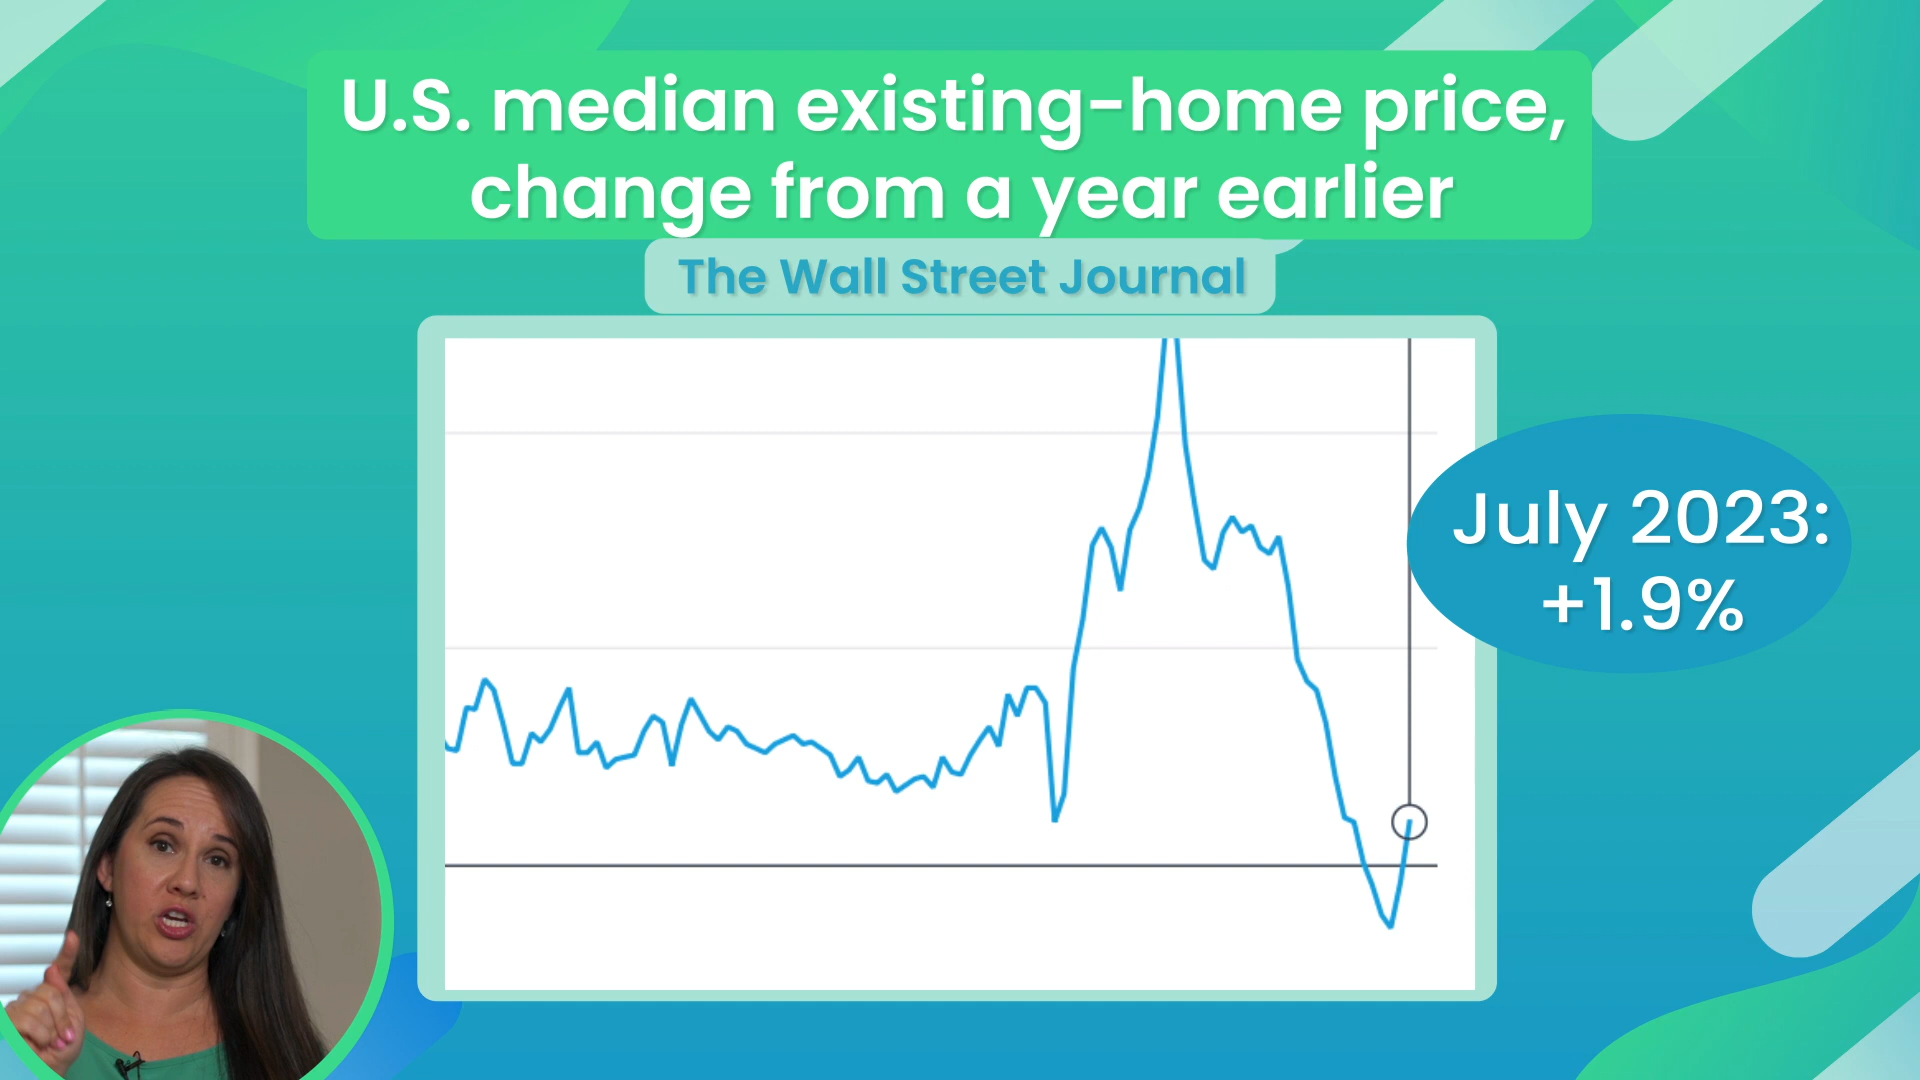 U.S. median existing-home price,
change from a year earlier
The Wall Street Journal
July 2023:
+1.9%